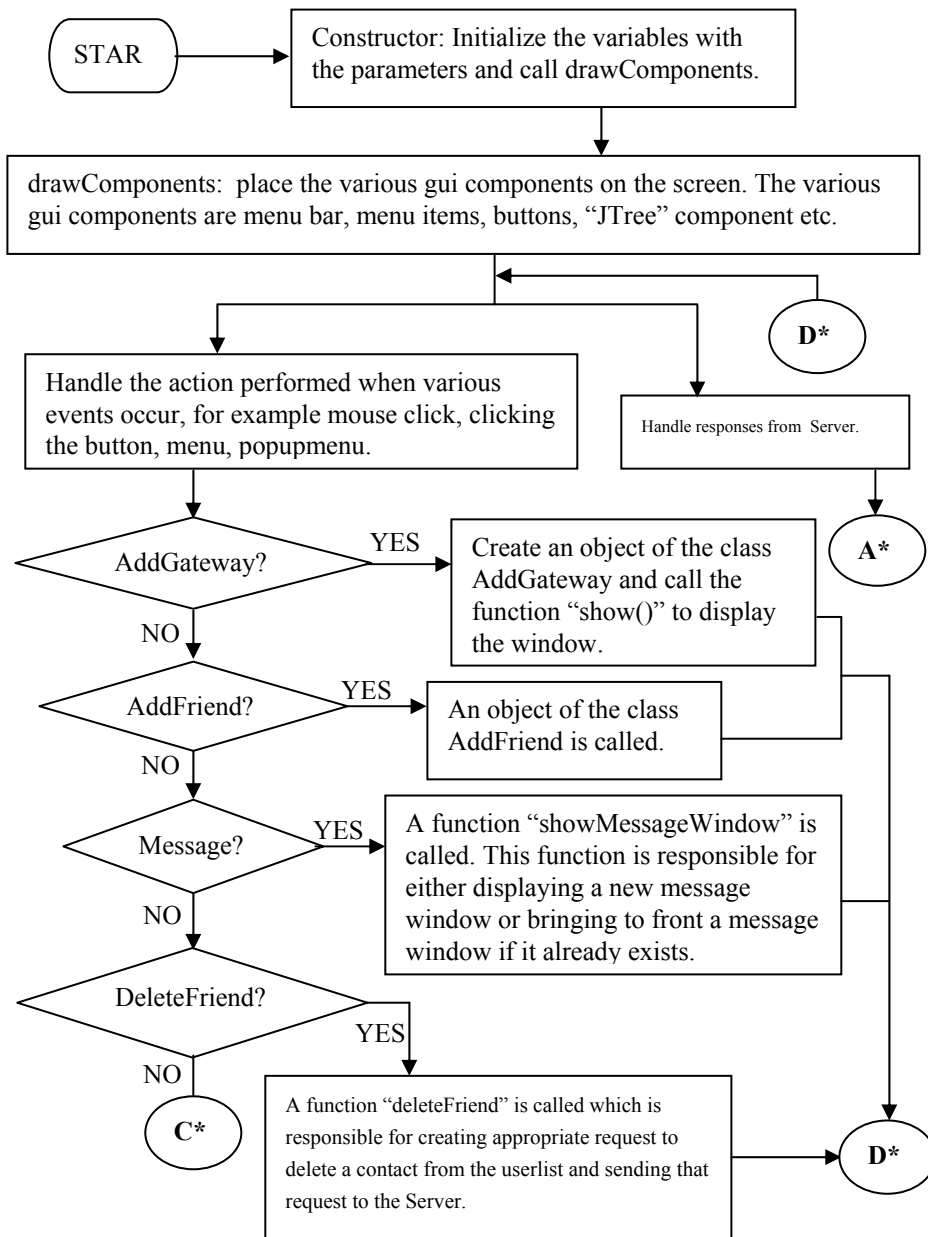 STAR
Constructor: Initialize the variables with
the parameters and call drawComponents.
drawComponents:  place the various gui components on the screen. The various
gui components are menu bar, menu items, buttons, “JTree” component etc.
D*
Handle the action performed when various
events occur, for example mouse click, clicking
the button, menu, popupmenu.
Handle responses from  Server.
A*
AddGateway?
YES
Create an object of the class
AddGateway and call the
function “show()” to display
the window.
NO
AddFriend?
YES
An object of the class
AddFriend is called.
NO
Message?
YES
A function “showMessageWindow” is
called. This function is responsible for
either displaying a new message
window or bringing to front a message
window if it already exists.
NO
DeleteFriend?
YES
NO
C*
A function “deleteFriend” is called which is
responsible for creating appropriate request to
delete a contact from the userlist and sending that
request to the Server.
D*